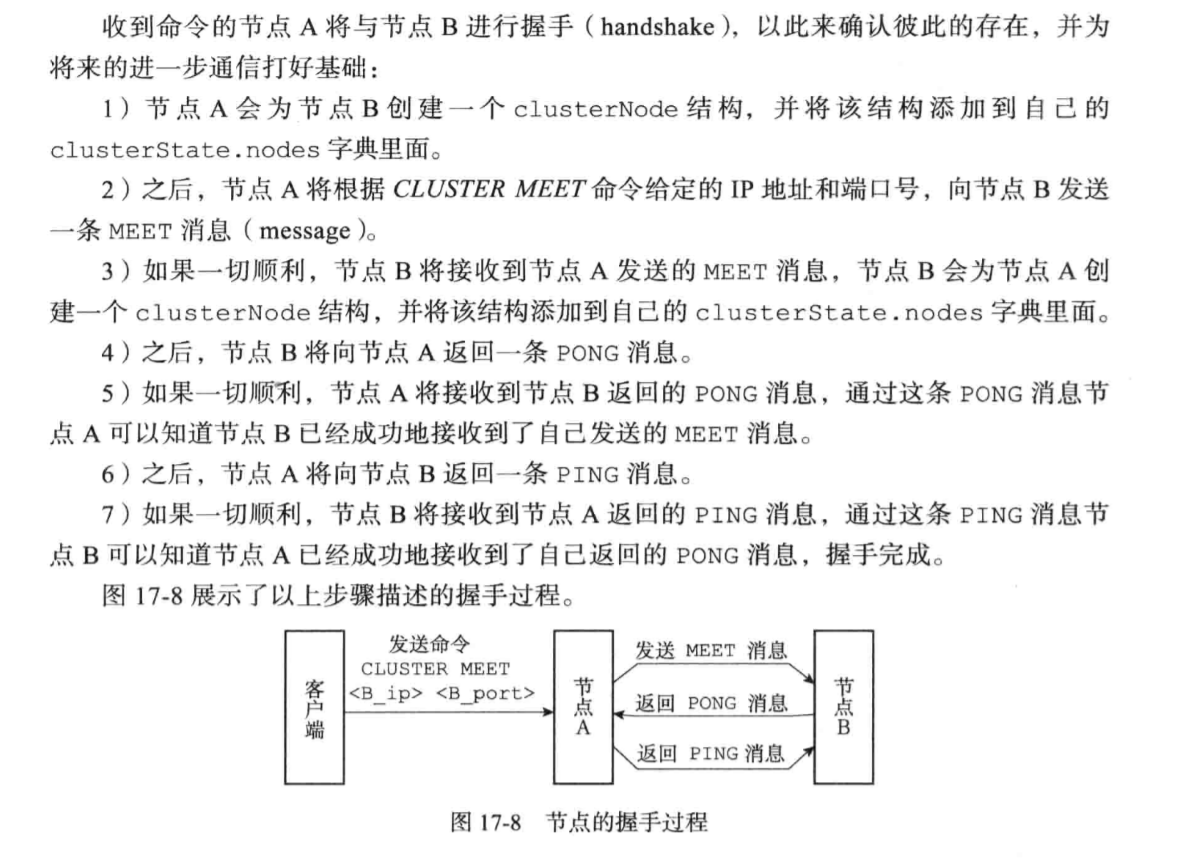 收到命令的节点 A 将与节点 B 进行握手（handshake），以此来确认彼此的存在，并为
将来的进一步通信打好基础：
1）节点 A 会为节点 B 创建一个 clusterNode 结构，并将该结构添加到自己的
clusterState.nodes 字典里面。
2）之后，节点 A 将根据 CLUSTER MEET 命令给定的 IP 地址和端口号，向节点 B 发送
一条 MEET 消息（message）。
3）如果一切顺利，节点 B 将接收到节点 A 发送的 MEET 消息，节点 B 会为节点 A 创
建一个 clusterNode 结构，并将该结构添加到自己的 clusterState.nodes 字典里面。
4）之后，节点 B 将向节点 A 返回一条 PONG 消息。
5）如果一切顺利，节点 A 将接收到节点 B 返回的 PONG 消息，通过这条 PONG 消息节
点 A 可以知道节点 B 已经成功地接收到了自己发送的 MEET 消息。
6）之后，节点 A 将向节点 B 返回一条 PING 消息。
7）如果一切顺利，节点 B 将接收到节点 A 返回的 PING 消息，通过这条 PING 消息节
点 B 可以知道节点 A 已经成功地接收到了自己返回的 PONG 消息，握手完成。
图 17-8 展示了以上步骤描述的握手过程。
客户端
发送命令
CLUSTER MEET
<B_ip> <B_port>
节点A
发送 MEET 消息
返回 PONG 消息
返回 PING 消息
节点B
图 17-8 节点的握手过程